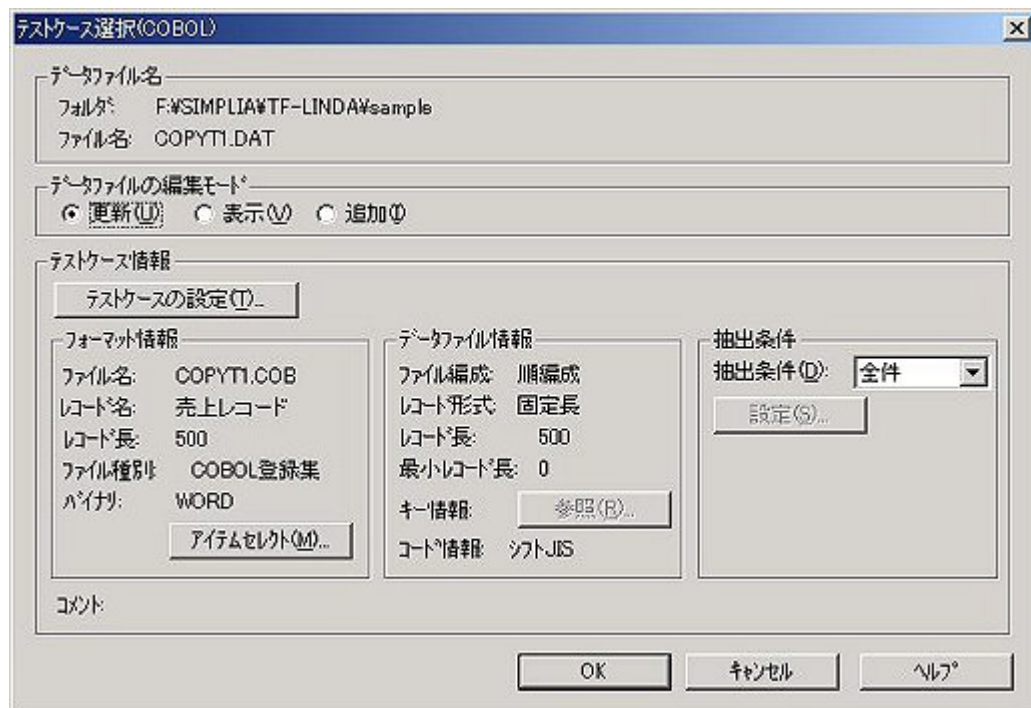 テストケース選択(COBOL)
ﾃﾞｰﾀﾌｧｲﾙ名
ﾌｫﾙﾀﾞ: F:¥SIMPLIA¥TF-LINDA¥sample
ﾌｧｲﾙ名: COPYT1.DAT
ﾃﾞｰﾀﾌｧｲﾙの編集ﾓｰﾄﾞ
更新(U) 表示(V) 追加(I)
ﾃｽﾄｹｰｽ情報
テストケースの設定(T)...
ﾌｫｰﾏｯﾄ情報
ﾌｧｲﾙ名: COPYT1.COB
ﾚｺｰﾄﾞ名: 売上レコード
ﾚｺｰﾄﾞ長: 500
ﾌｧｲﾙ種別: COBOL登録集
ﾊﾞｲﾅﾘ: WORD
アイテムセレクト(M)...
ﾃﾞｰﾀﾌｧｲﾙ情報
ﾌｧｲﾙ編成: 順編成
ﾚｺｰﾄﾞ形式: 固定長
ﾚｺｰﾄﾞ長: 500
最小ﾚｺｰﾄﾞ長: 0
ｷｰ情報: 参照(R)...
ｺｰﾄﾞ情報: シフトJIS
抽出条件
抽出条件(D): 全件
設定(S)...
ｺﾒﾝﾄ:
OK ｷｬﾝｾﾙ ﾍﾙﾌﾟ